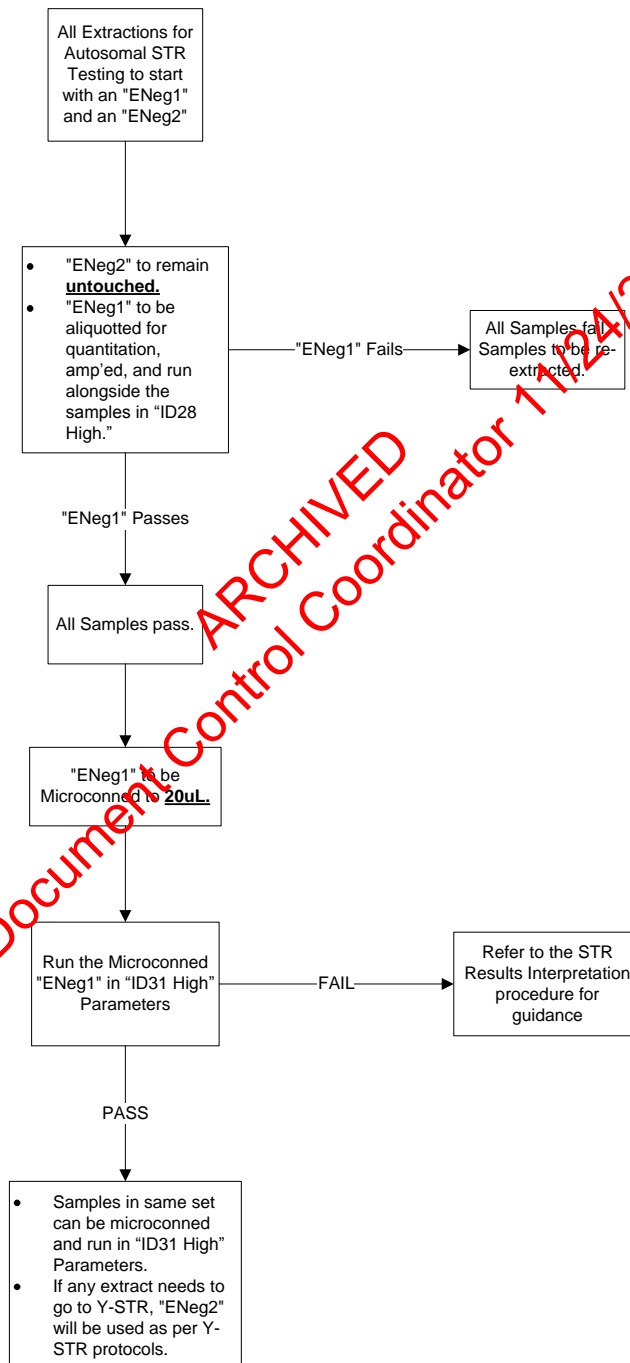 All Extractions for
Autosomal STR
Testing to start
with an "ENeg1"
and an "ENeg2"
• "ENeg2" to remain
untouched.
• "ENeg1" to be
aliquotted for
quantitation,
amp'ed, and run
alongside the
samples in “ID28
High.”
"ENeg1" Fails
All Samples fail.
Samples to be re-
extracted.
"ENeg1" Passes
All Samples pass.
"ENeg1" to be
Microconned to 20uL.
Run the Microconned
"ENeg1" in “ID31 High”
Parameters
FAIL
Refer to the STR
Results Interpretation
procedure for
guidance
PASS
• Samples in same set
can be microconned
and run in “ID31 High”
Parameters.
• If any extract needs to
go to Y-STR, "ENeg2"
will be used as per Y-
STR protocols.
ARCHIVED
Document Control Coordinator 11/24/